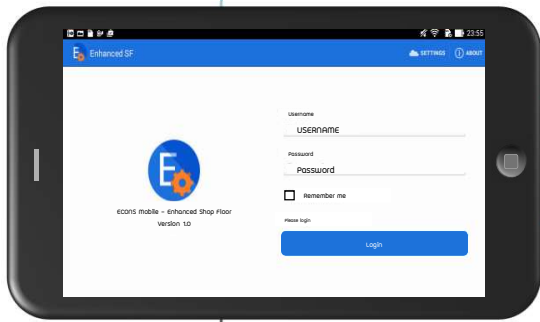 23:55
Enhanced SF
SETTINGS
ABOUT
Username
USERNAME
Password
Password
Remember me
Please login
Login
E
ECONS Mobile - Enhanced Shop Floor
Version 1.0